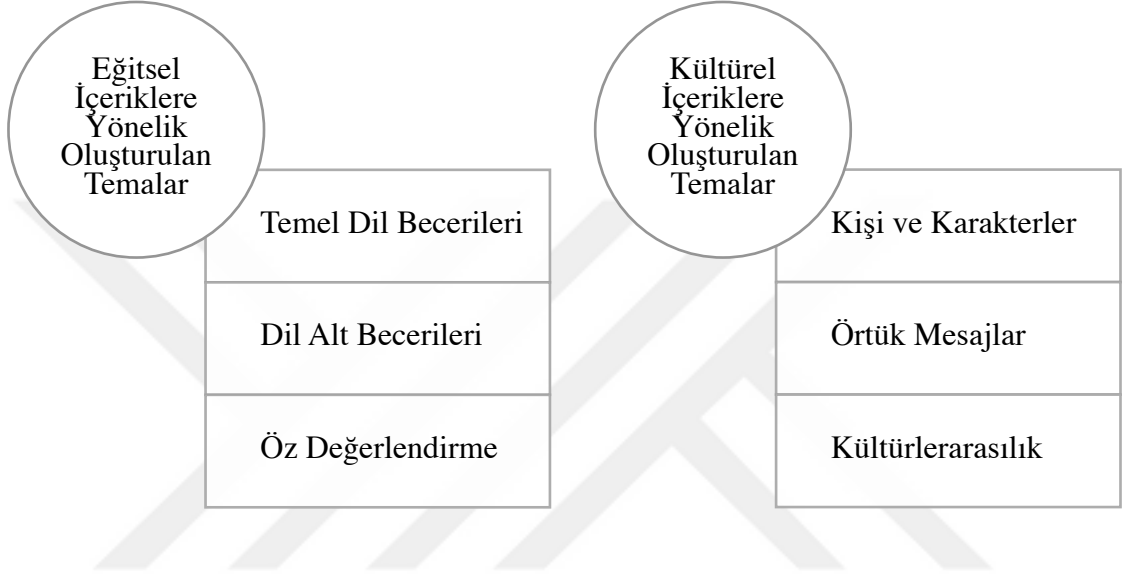 Eğitsel
İçeriklere
Yönelik
Oluşturulan
Temalar
Temel Dil Becerileri
Dil Alt Becerileri
Öz Değerlendirme
Kültürel
İçeriklere
Yönelik
Oluşturulan
Temalar
Kişi ve Karakterler
Örtük Mesajlar
Kültürlerarasılık